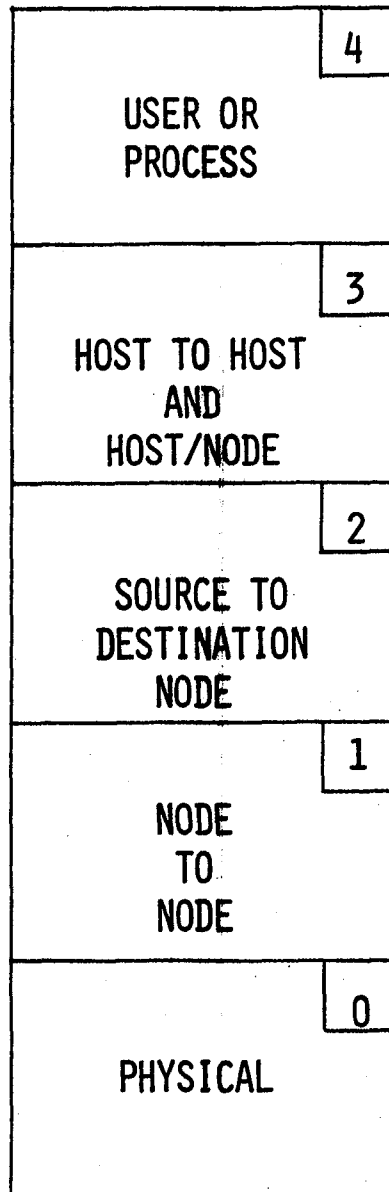 4
USER OR
PROCESS
3
HOST TO HOST
AND
HOST/NODE
2
SOURCE TO
DESTINATION
NODE
1
NODE
TO
NODE
0
PHYSICAL